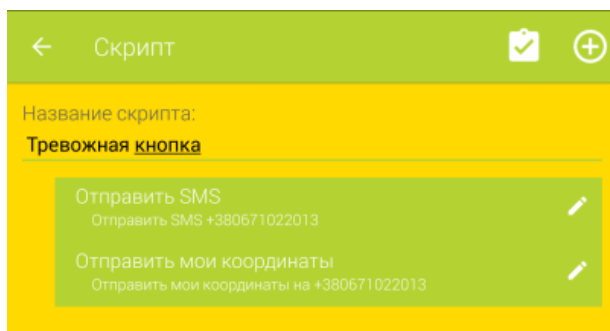 Скрипт
Название скрипта:
Тревожная кнопка
Отправить SMS
Отправить SMS +380671022013
Отправить мои координаты
Отправить мои координаты на +380671022013